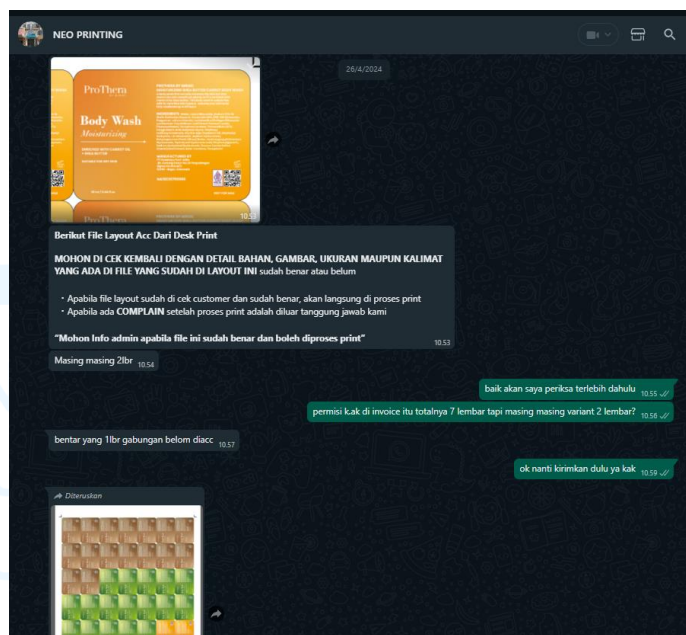 NEO PRINTING
26/4/2024
ProThera
Body Wash
Moisturizing
10.53
Berikut File Layout Acc Dari Desk Print
MOHON DI CEK KEMBALI DENGAN DETAIL BAHAN, GAMBAR, UKURAN MAUPUN KALIMAT
YANG ADA DI FILE YANG SUDAH DI LAYOUT INI sudah benar atau belum
• Apabila file layout sudah di cek customer dan sudah benar, akan langsung di proses print
• Apabila ada COMPLAIN setelah proses print adalah diluar tanggung jawab kami
"Mohon Info admin apabila file ini sudah benar dan boleh diproses print"
10.53
Masing masing 2lbr 10.54
baik akan saya periksa terlebih dahulu 10.55
permisi k.ak di invoice itu totalnya 7 lembar tapi masing masing variant 2 lembar? 10.56
bentar yang 1lbr gabungan belom diacc 10.57
ok nanti kirimkan dulu ya kak 10.59
Diteruskan